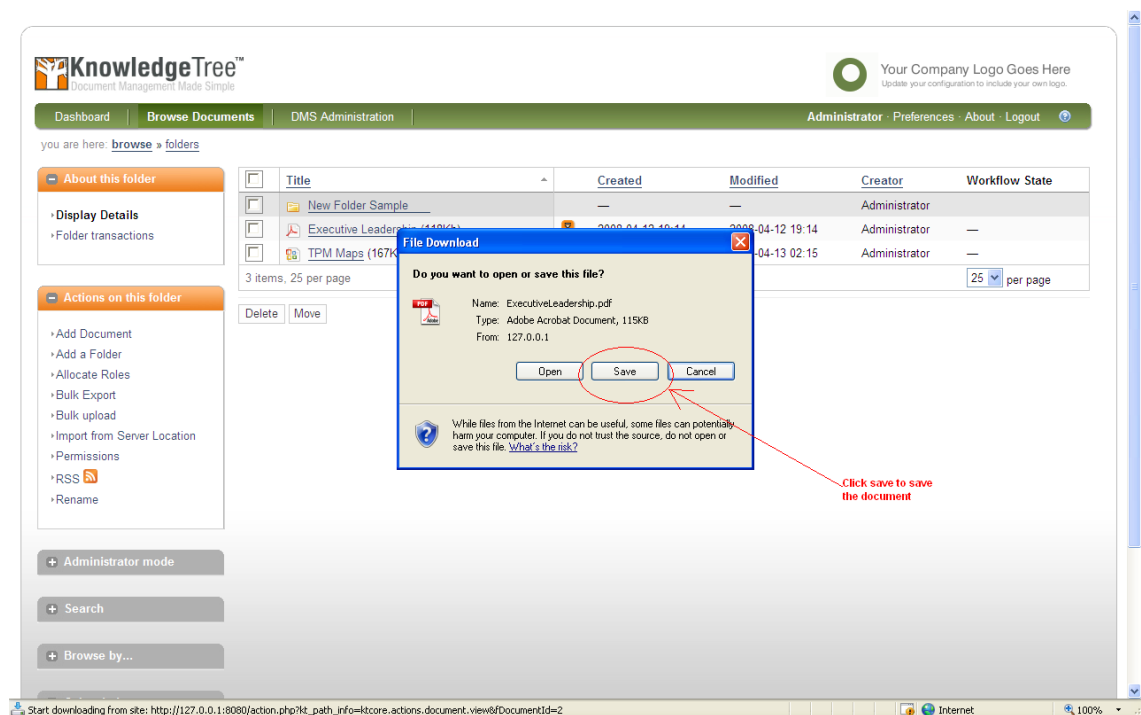 KnowledgeTree™
Document Management Made Simple
Your Company Logo Goes Here
Update your configuration to include your own logo.
Dashboard Browse Documents DMS Administration Administrator · Preferences · About · Logout ?
you are here: browse » folders
About this folder
Display Details
Folder transactions
Actions on this folder
Add Document
Add a Folder
Allocate Roles
Bulk Export
Bulk upload
Import from Server Location
Permissions
RSS
Rename
Administrator mode
Search
Browse by...
Title Created Modified Creator Workflow State
New Folder Sample — — Administrator
Executive Leadership (118Kb) 2008-04-12 19:14 2008-04-12 19:14 Administrator —
TPM Maps (167K -04-13 02:15 Administrator —
3 items, 25 per page 25 per page
Delete Move
File Download
Do you want to open or save this file?
PDF
Adobe
Name: ExecutiveLeadership.pdf
Type: Adobe Acrobat Document, 115KB
From: 127.0.0.1
Open Save Cancel
While files from the Internet can be useful, some files can potentially
harm your computer. If you do not trust the source, do not open or
save this file. What's the risk?
Click save to save
the document
Start downloading from site: http://127.0.0.1:8080/action.php?kt_path_info=ktcore.actions.document.view&fDocumentId=2 Internet 100%